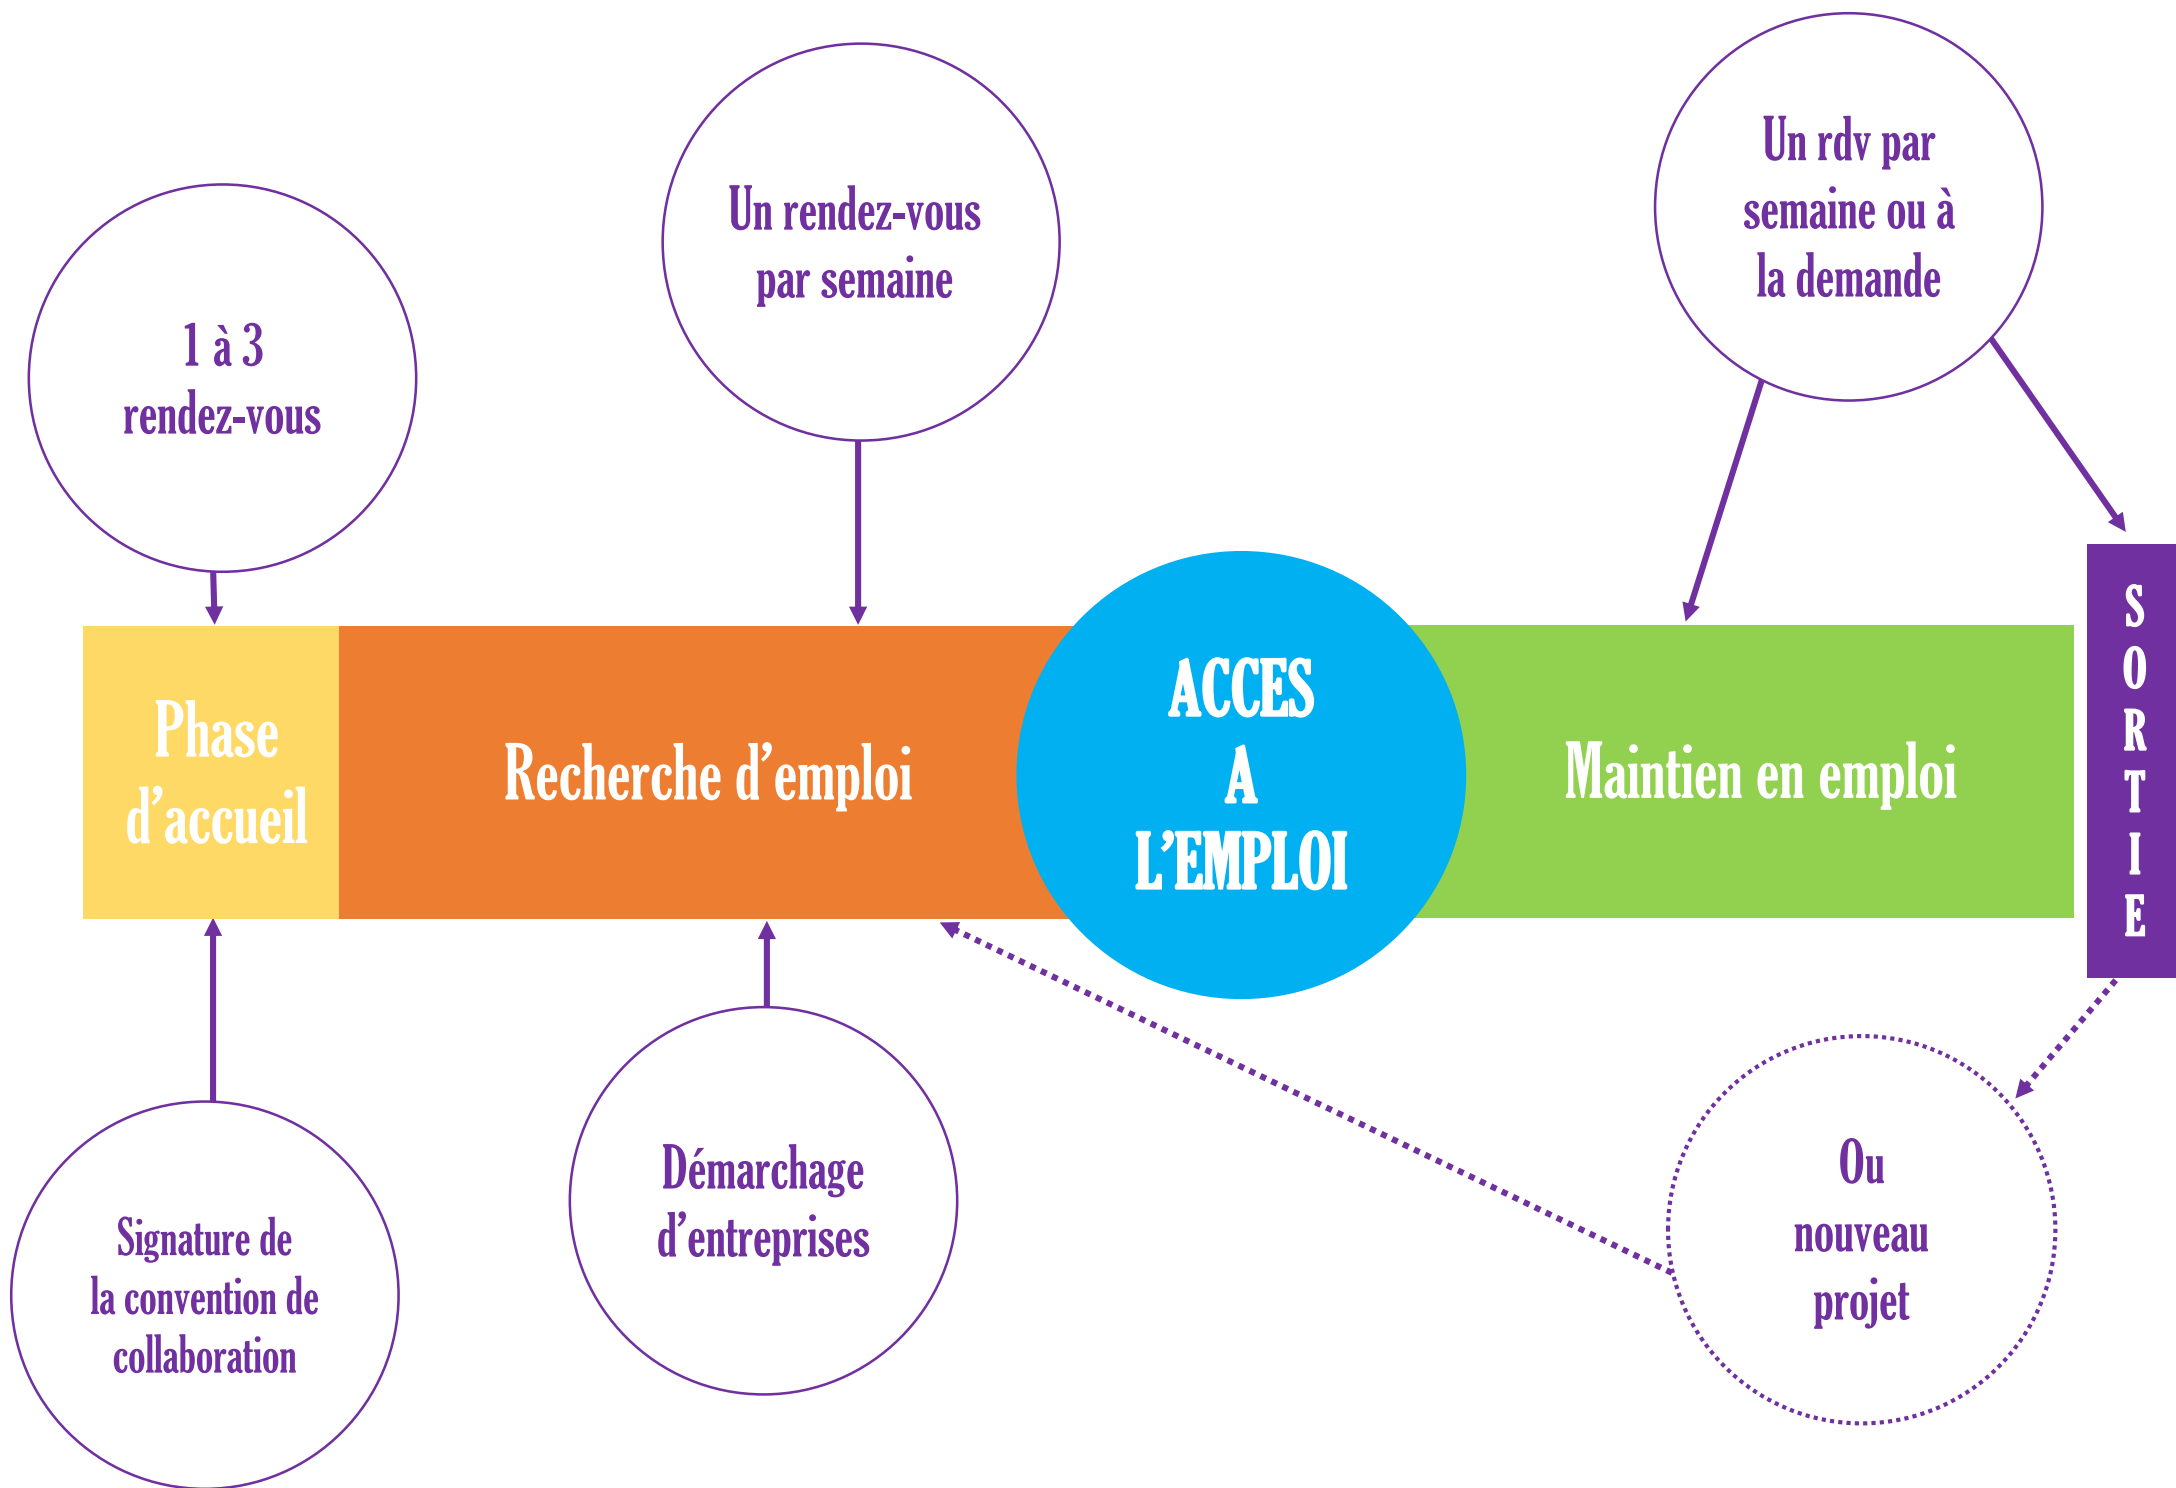 1 à 3
rendez-vous
Un rendez-vous
par semaine
Un rdv par
semaine ou à
la demande
Phase
d’accueil
Recherche d’emploi
ACCES
A
L’EMPLOI
Maintien en emploi
S
O
R
T
I
E
Signature de
la convention de
collaboration
Démarchage
d’entreprises
Ou
nouveau
projet